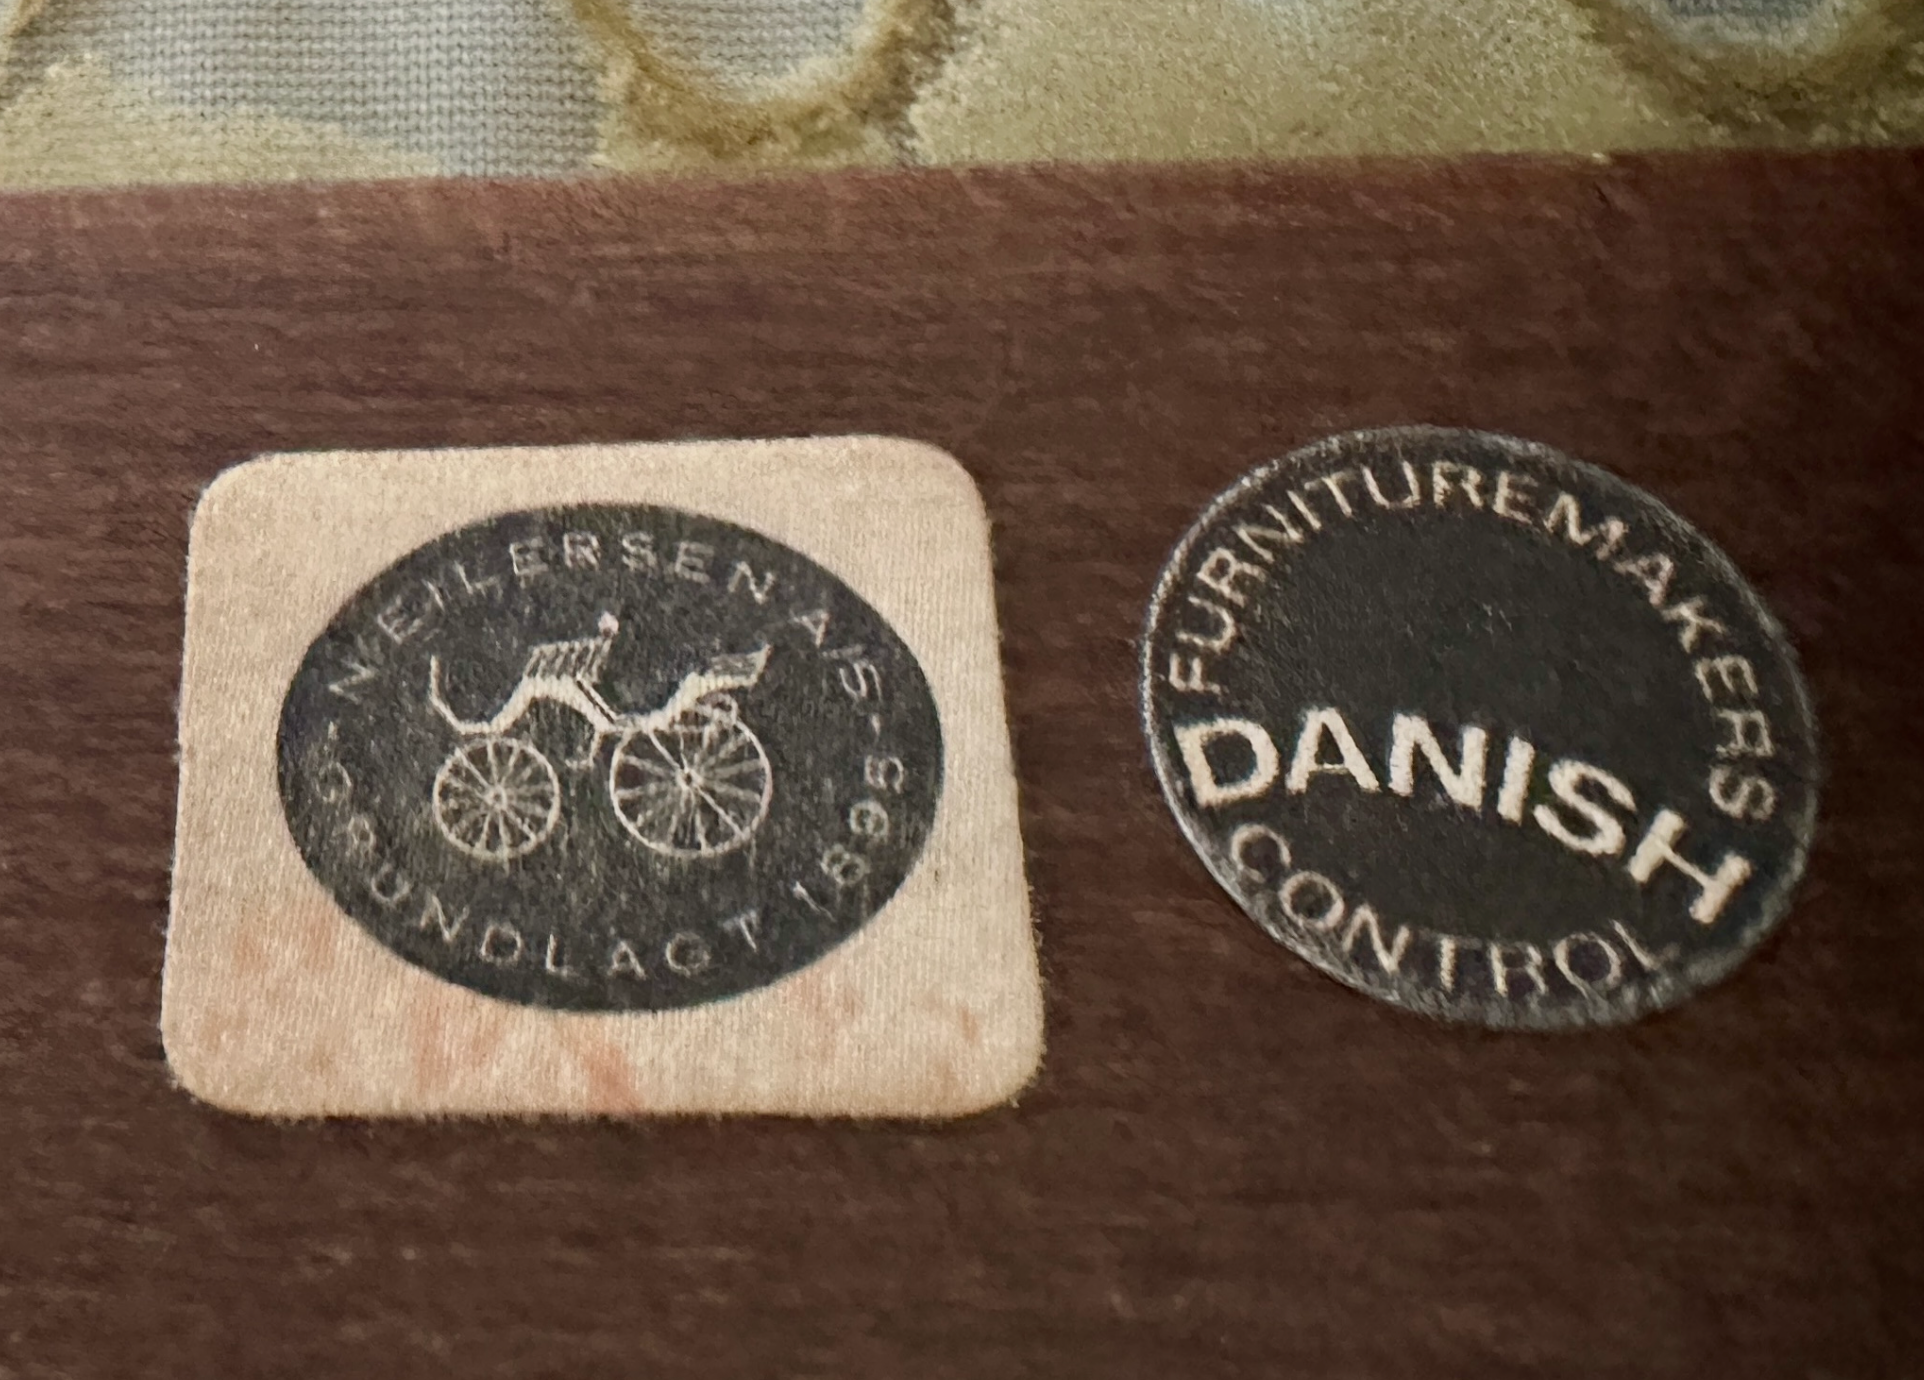 N. EILERSEN A/S
- GRUNDLAGT 1895 -
FURNITUREMAKERS
DANISH
CONTROL